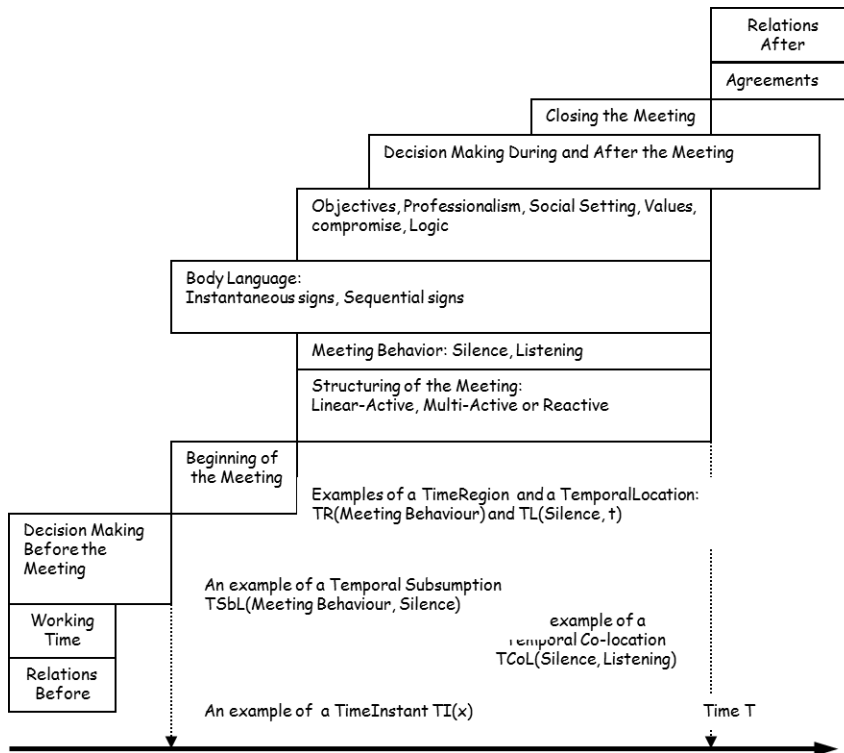 Relations
After
Agreements
Closing the Meeting
Decision Making During and After the Meeting
Objectives, Professionalism, Social Setting, Values,
compromise, Logic
Body Language:
Instantaneous signs, Sequential signs
Meeting Behavior: Silence, Listening
Structuring of the Meeting:
Linear-Active, Multi-Active or Reactive
Beginning of
the Meeting
Examples of a TimeRegion and a TemporalLocation:
TR(Meeting Behaviour) and TL(Silence, t)
Decision Making
Before the
Meeting
An example of a Temporal Subsumption
TSbL(Meeting Behaviour, Silence)
Working
Time
example of a
Temporal Co-location
TCoL(Silence, Listening)
Relations
Before
An example of a TimeInstant TI(x)
Time T